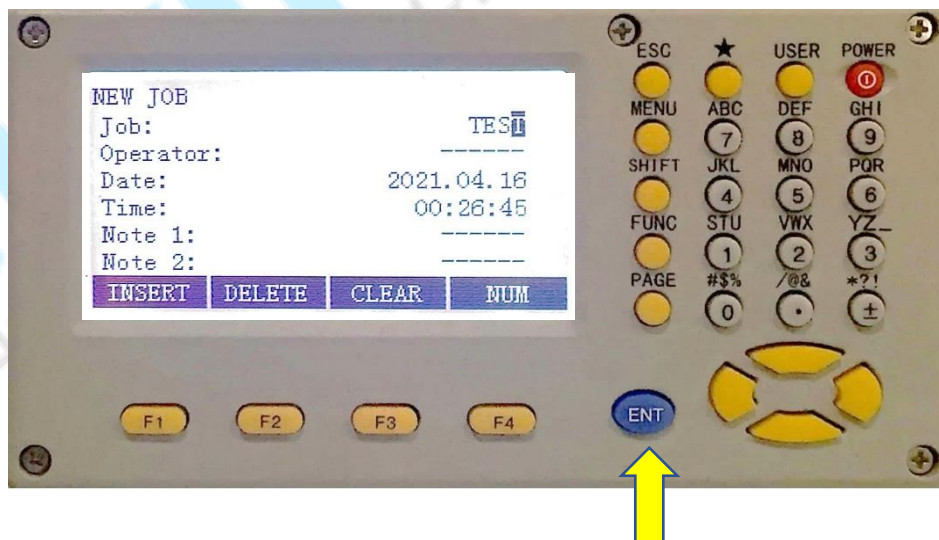 NEW JOB
Job: TEST
Operator: ------
Date: 2021.04.16
Time: 00:26:45
Note 1: ------
Note 2: ------
INSERT DELETE CLEAR NUM
F1 F2 F3 F4
ESC ★ USER POWER
MENU ABC DEF GHI
7 8 9
SHIFT JKL MNO PQR
4 5 6
FUNC STU VWX YZ_
1 2 3
PAGE #$% /@& *?!
0 • ±
ENT